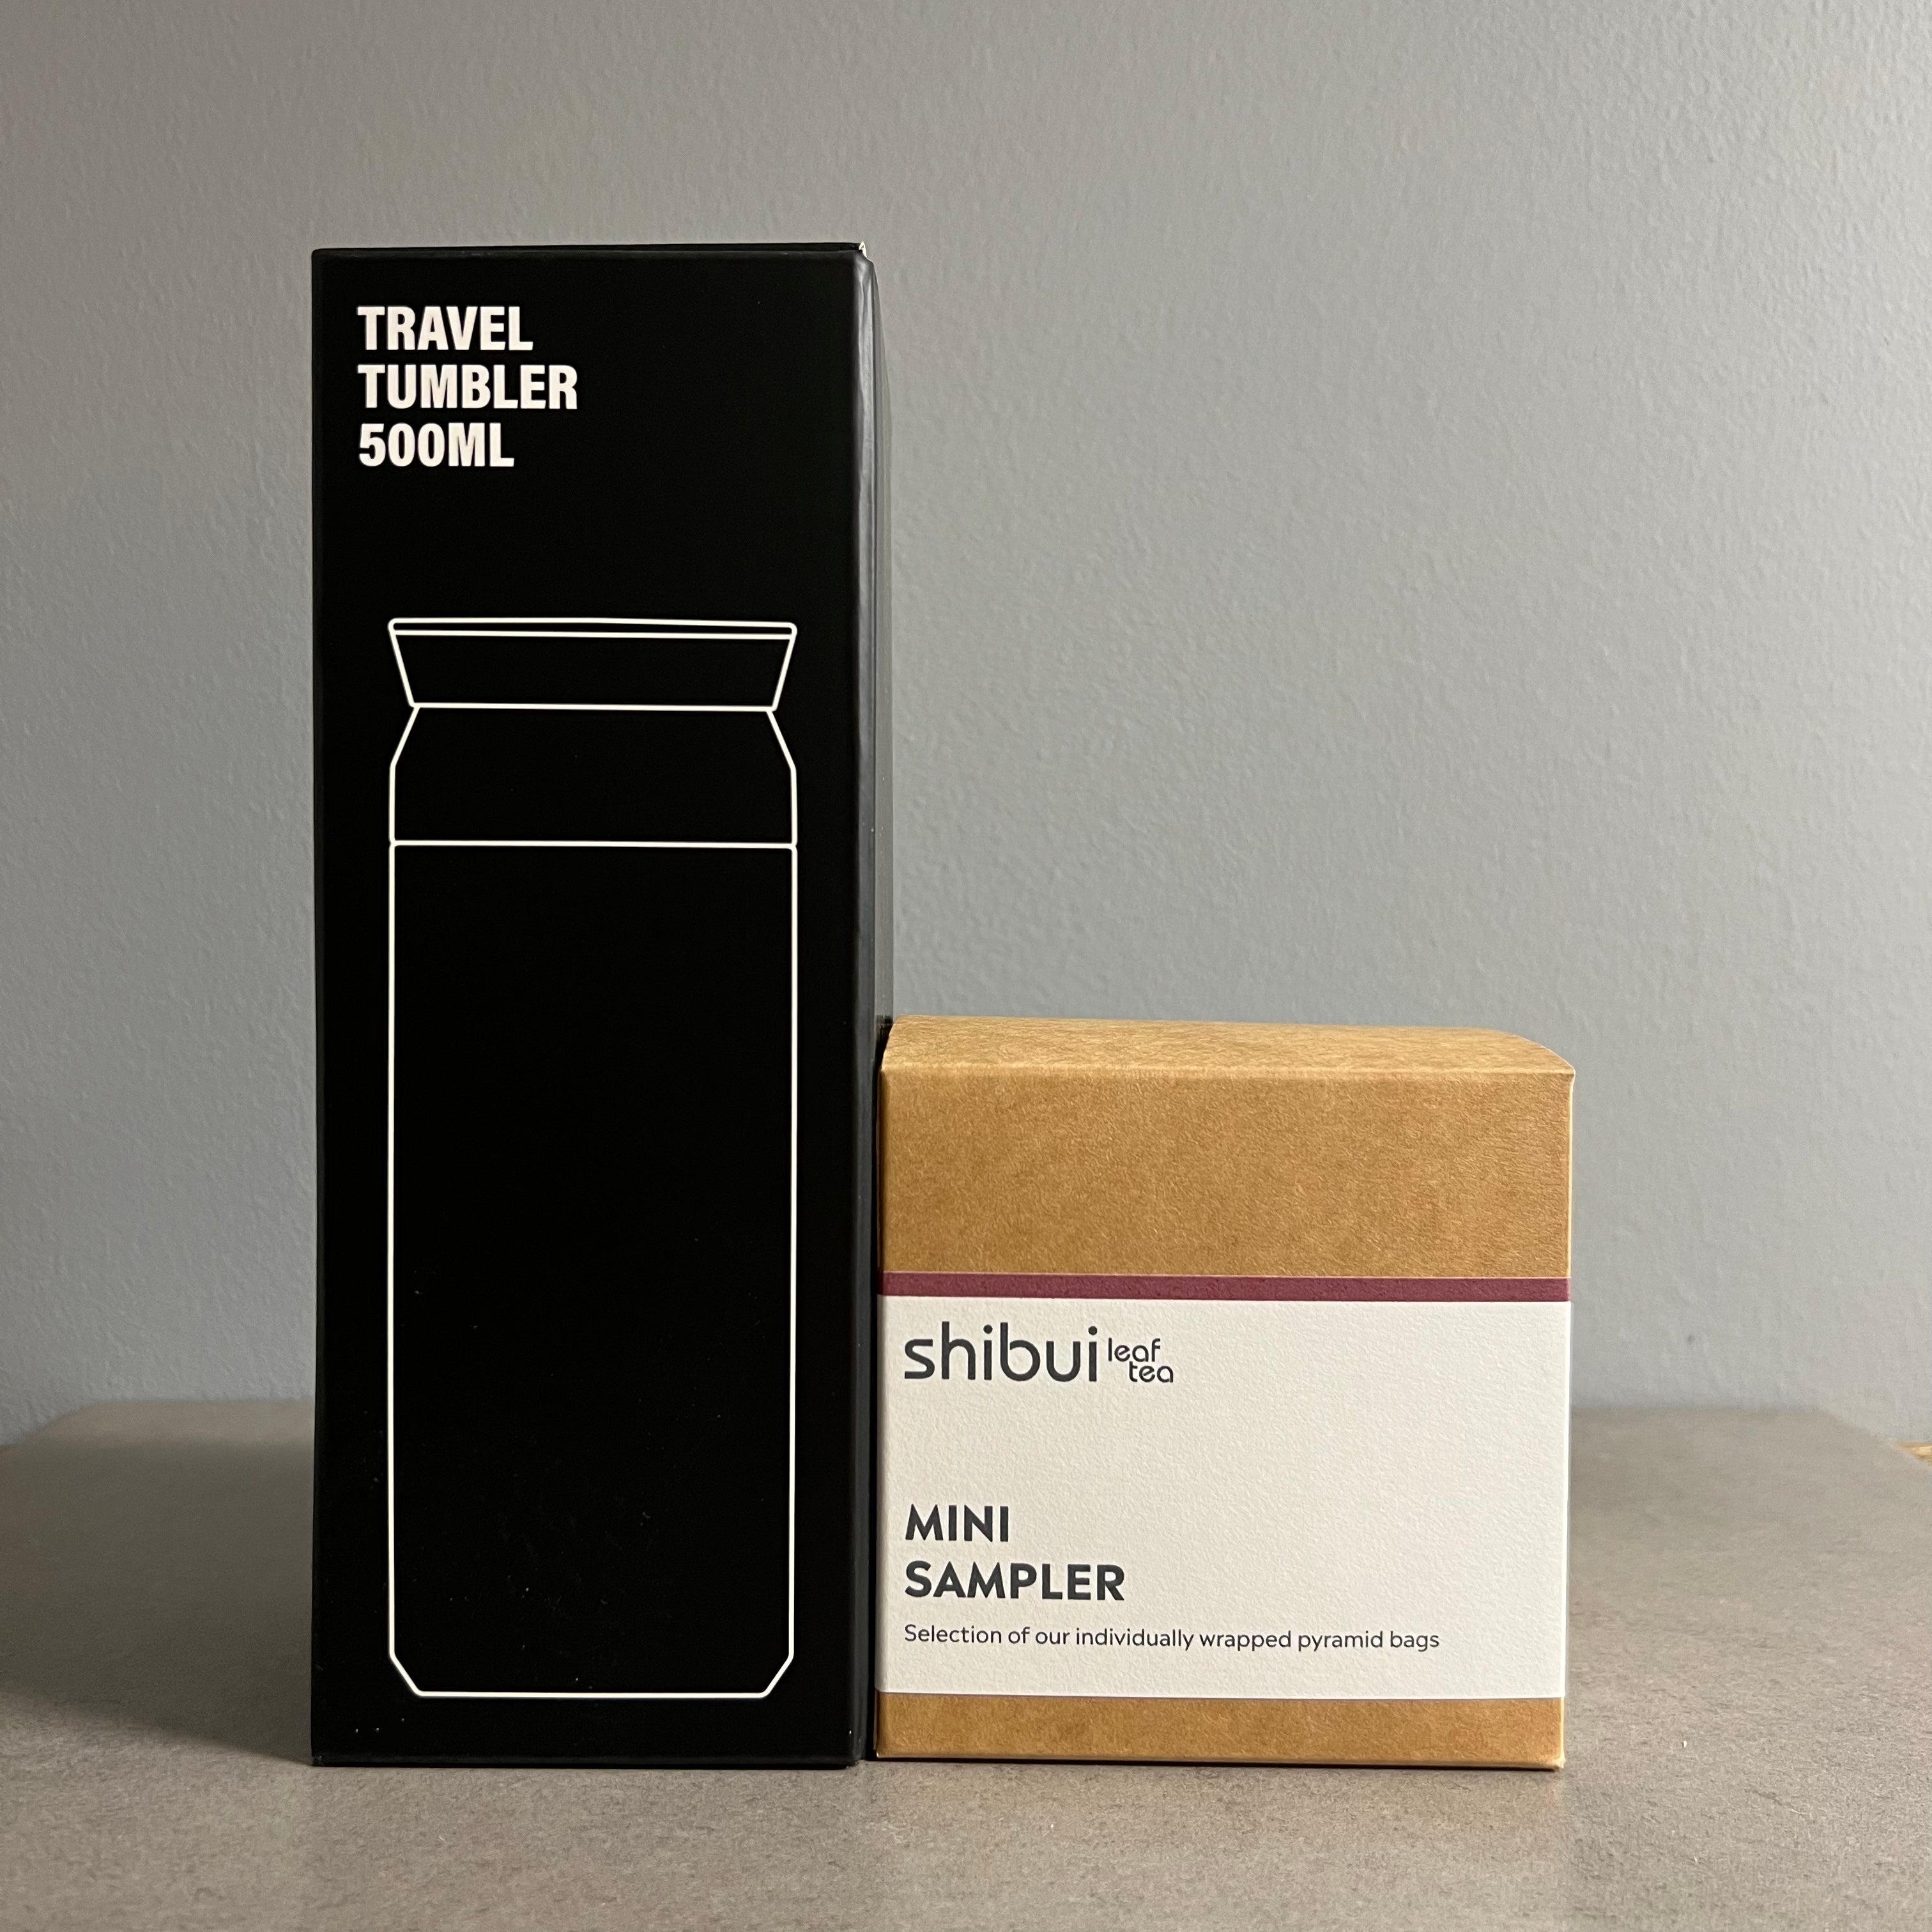 TRAVEL
TUMBLER
500ML
shibui leaf
tea
MINI
SAMPLER
Selection of our individually wrapped pyramid bags